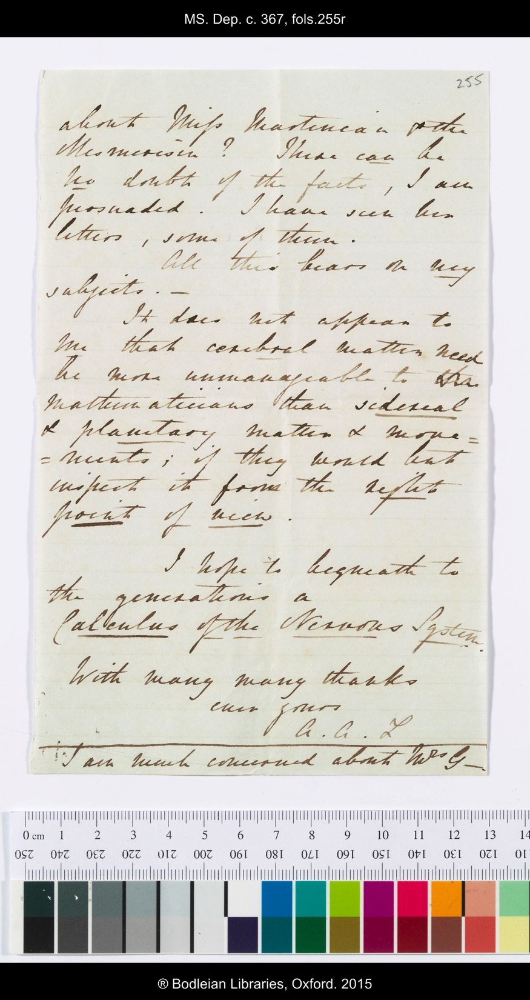 MS. Dep. c. 367, fols.255r
255
about Miss Martineau & the
Mesmerism? There can be
no doubt of the facts, I am
persuaded. I have seen her
letters, some of them.
All this bears on my
subjects. —
It does not appear to
me that cerebral matter need
be more unmanageable to the
mathematicians than sidereal
& planetary matter & move=
=ments; if they would but
inspect it from the right
point of view.
I hope to bequeath to
the generations a
Calculus of the Nervous System.
With many many thanks
ever yours
A. A. L
I am much concerned about Mrs G—.
0 cm 1 2 3 4 5 6 7 8 9 10 11 12 13 14
250 240 230 220 210 200 190 180 170 160 150 140 130 120 110
® Bodleian Libraries, Oxford. 2015